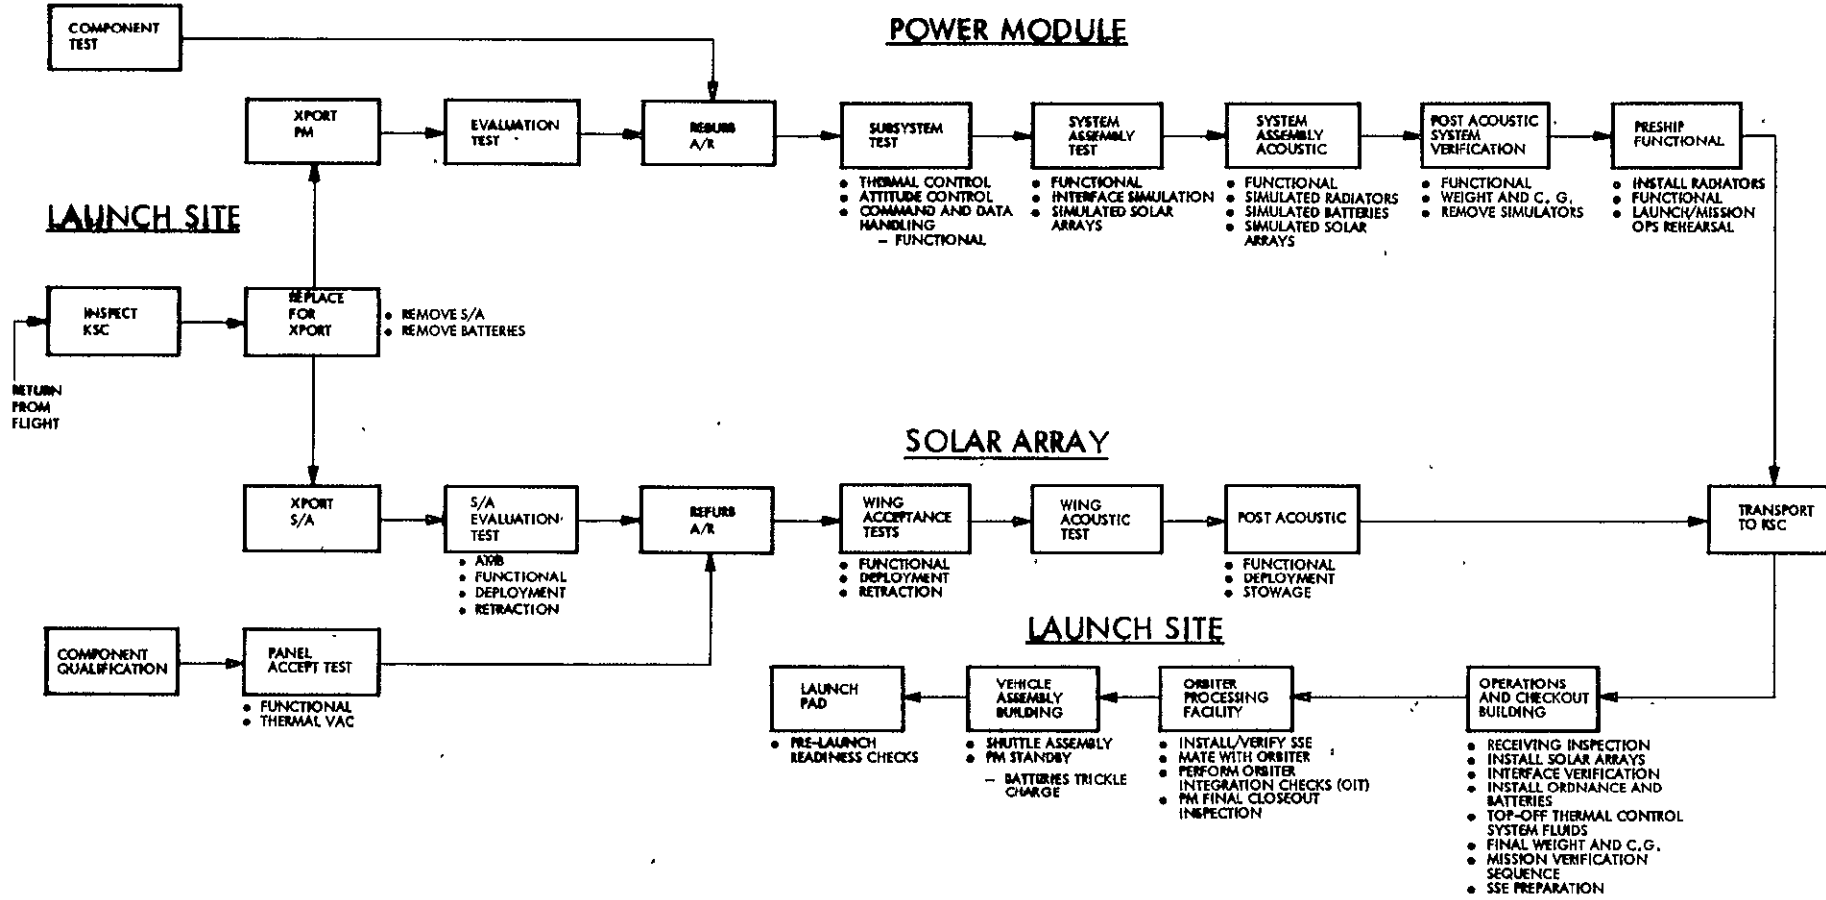 POWER MODULE
COMPONENT
TEST
XPORT
PM
EVALUATION
TEST
REBURB
A/R
SUBSYSTEM
TEST
• THERMAL CONTROL
• ATTITUDE CONTROL
• COMMAND AND DATA
HANDLING
– FUNCTIONAL
SYSTEM
ASSEMBLY
TEST
• FUNCTIONAL
• INTERFACE SIMULATION
• SIMULATED SOLAR
ARRAYS
SYSTEM
ASSEMBLY
ACOUSTIC
• FUNCTIONAL
• SIMULATED RADIATORS
• SIMULATED BATTERIES
• SIMULATED SOLAR
ARRAYS
POST ACOUSTIC
SYSTEM
VERIFICATION
• FUNCTIONAL
• WEIGHT AND C. G.
• REMOVE SIMULATORS
PRESHIP
FUNCTIONAL
• INSTALL RADIATORS
• FUNCTIONAL
• LAUNCH/MISSION
OPS REHEARSAL
LAUNCH SITE
INSPECT
KSC
RETURN
FROM
FLIGHT
REPLACE
FOR
XPORT
• REMOVE S/A
• REMOVE BATTERIES
SOLAR ARRAY
XPORT
S/A
S/A
EVALUATION
TEST
• AMB
• FUNCTIONAL
• DEPLOYMENT
• RETRACTION
REFURB
A/R
WING
ACCEPTANCE
TESTS
• FUNCTIONAL
• DEPLOYMENT
• RETRACTION
WING
ACOUSTIC
TEST
POST ACOUSTIC
• FUNCTIONAL
• DEPLOYMENT
• STOWAGE
TRANSPORT
TO KSC
COMPONENT
QUALIFICATION
PANEL
ACCEPT TEST
• FUNCTIONAL
• THERMAL VAC
LAUNCH SITE
LAUNCH
PAD
• PRE-LAUNCH
READINESS CHECKS
VEHICLE
ASSEMBLY
BUILDING
• SHUTTLE ASSEMBLY
• PM STANDBY
– BATTERIES TRICKLE
CHARGE
ORBITER
PROCESSING
FACILITY
• INSTALL/VERIFY SSE
• MATE WITH ORBITER
• PERFORM ORBITER
INTEGRATION CHECKS (OIT)
• PM FINAL CLOSEOUT
INSPECTION
OPERATIONS
AND CHECKOUT
BUILDING
• RECEIVING INSPECTION
• INSTALL SOLAR ARRAYS
• INTERFACE VERIFICATION
• INSTALL ORDNANCE AND
BATTERIES
• TOP-OFF THERMAL CONTROL
SYSTEM FLUIDS
• FINAL WEIGHT AND C.G.
• MISSION VERIFICATION
SEQUENCE
• SSE PREPARATION